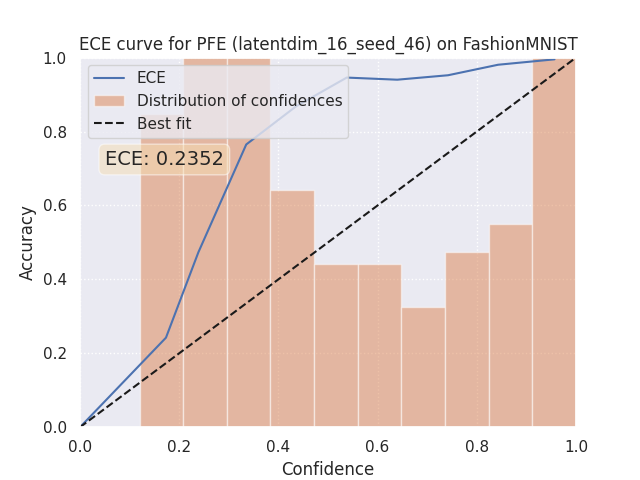 ECE curve for PFE (latentdim_16_seed_46) on FashionMNIST
1.0
0.8
0.6
0.4
0.2
0.0
Accuracy
ECE
Distribution of confidences
Best fit
ECE: 0.2352
0.0 0.2 0.4 0.6 0.8 1.0
Confidence